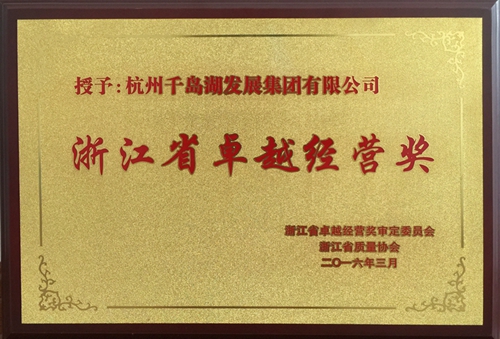 授予:杭州千岛湖发展集团有限公司
浙江省卓越经营奖
浙江省卓越经营奖审定委员会
浙江省质量协会
二〇一六年三月